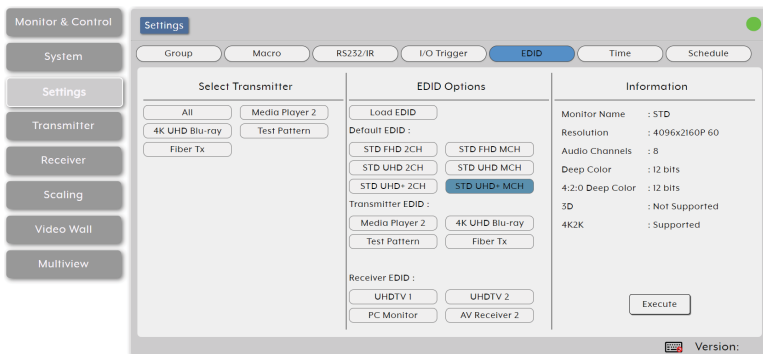 Monitor & Control
System
Settings
Transmitter
Receiver
Scaling
Video Wall
Multiview
Settings
Group Macro RS232/IR I/O Trigger EDID Time Schedule
Select Transmitter
All Media Player 2
4K UHD Blu-ray Test Pattern
Fiber Tx
EDID Options
Load EDID
Default EDID :
STD FHD 2CH STD FHD MCH
STD UHD 2CH STD UHD MCH
STD UHD+ 2CH STD UHD+ MCH
Transmitter EDID :
Media Player 2 4K UHD Blu-ray
Test Pattern Fiber Tx
Receiver EDID :
UHDTV 1 UHDTV 2
PC Monitor AV Receiver 2
Information
Monitor Name : STD
Resolution : 4096x2160P 60
Audio Channels : 8
Deep Color : 12 bits
4:2:0 Deep Color : 12 bits
3D : Not Supported
4K2K : Supported
Execute
Version: